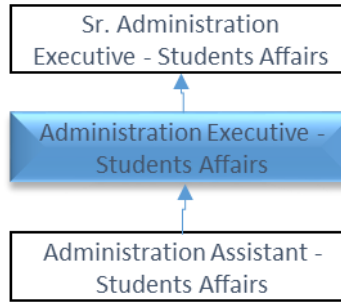 Sr. Administration
Executive - Students Affairs
Administration Executive -
Students Affairs
Administration Assistant -
Students Affairs